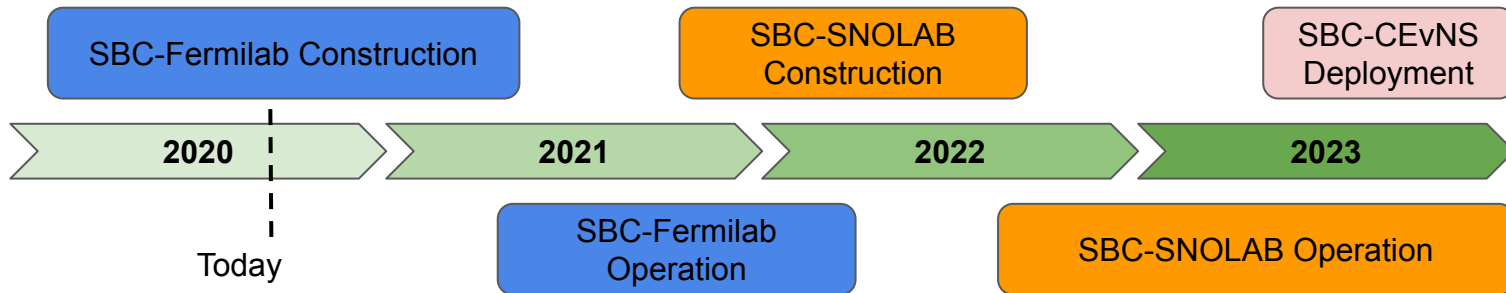 SBC-Fermilab Construction
SBC-SNOLAB
Construction
SBC-CEvNS
Deployment
2020
2021
2022
2023
Today
SBC-Fermilab
Operation
SBC-SNOLAB Operation